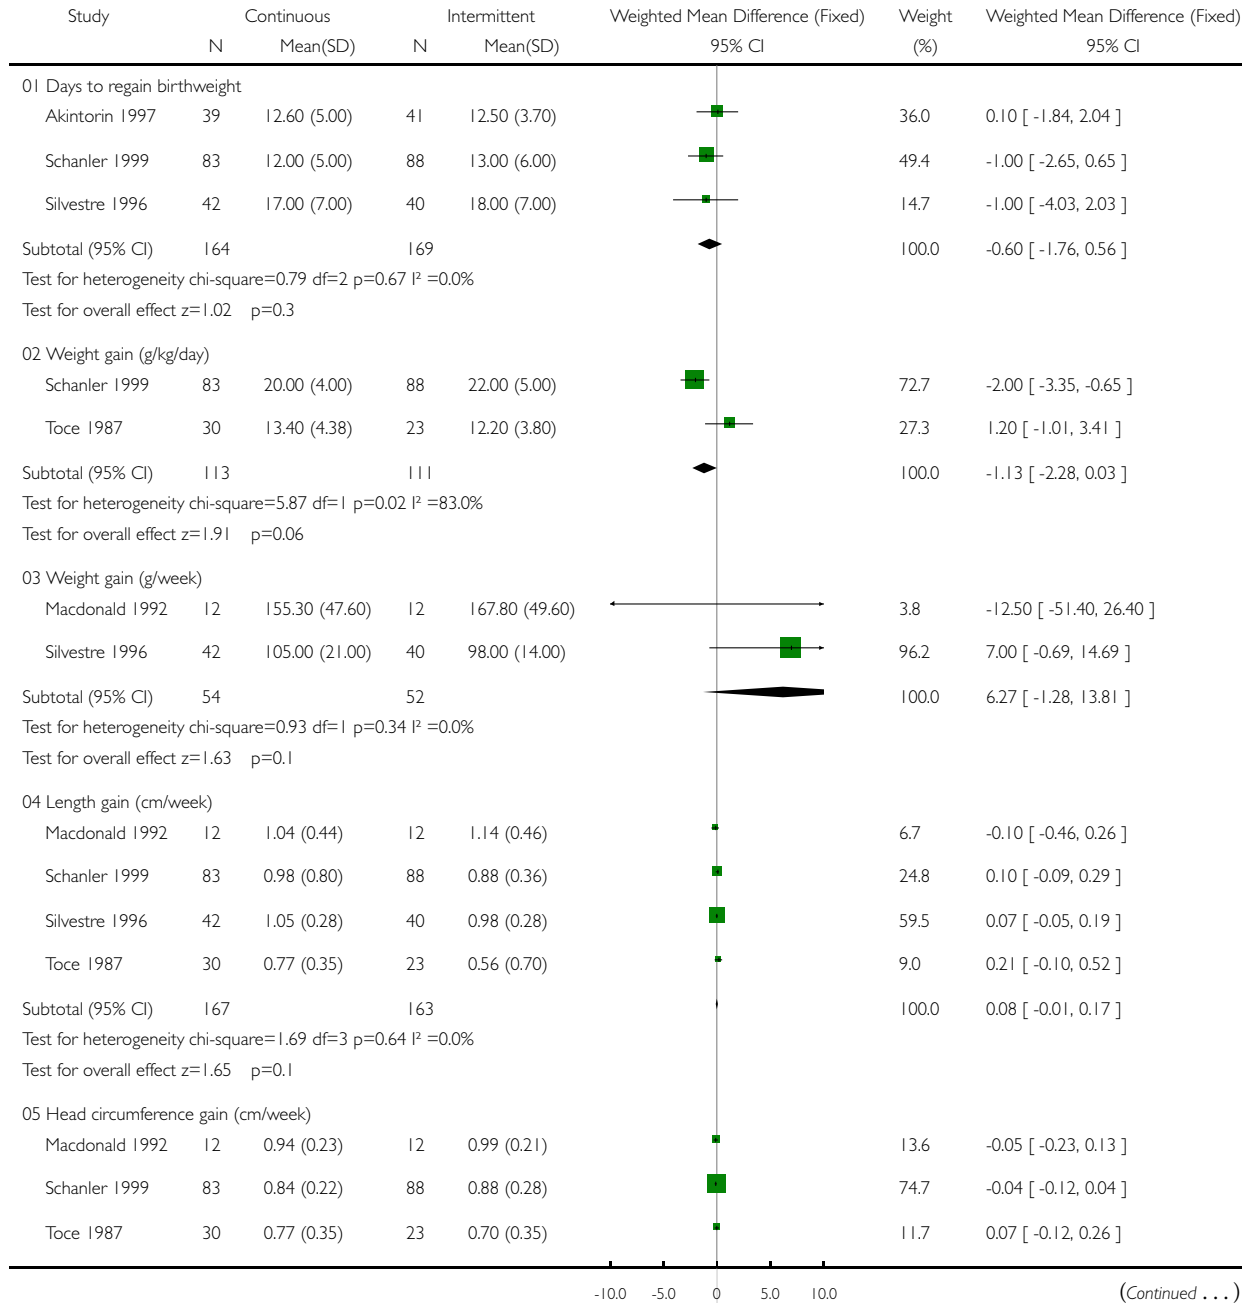 Study Continuous Intermittent Weighted Mean Difference (Fixed) Weight Weighted Mean Difference (Fixed)
N Mean(SD) N Mean(SD) 95% CI (%) 95% CI
01 Days to regain birthweight
Akintorin 1997 39 12.60 (5.00) 41 12.50 (3.70) 36.0 0.10 [ -1.84, 2.04 ]
Schanler 1999 83 12.00 (5.00) 88 13.00 (6.00) 49.4 -1.00 [ -2.65, 0.65 ]
Silvestre 1996 42 17.00 (7.00) 40 18.00 (7.00) 14.7 -1.00 [ -4.03, 2.03 ]
Subtotal (95% CI) 164 169 100.0 -0.60 [ -1.76, 0.56 ]
Test for heterogeneity chi-square=0.79 df=2 p=0.67 I² =0.0%
Test for overall effect z=1.02 p=0.3
02 Weight gain (g/kg/day)
Schanler 1999 83 20.00 (4.00) 88 22.00 (5.00) 72.7 -2.00 [ -3.35, -0.65 ]
Toce 1987 30 13.40 (4.38) 23 12.20 (3.80) 27.3 1.20 [ -1.01, 3.41 ]
Subtotal (95% CI) 113 111 100.0 -1.13 [ -2.28, 0.03 ]
Test for heterogeneity chi-square=5.87 df=1 p=0.02 I² =83.0%
Test for overall effect z=1.91 p=0.06
03 Weight gain (g/week)
Macdonald 1992 12 155.30 (47.60) 12 167.80 (49.60) 3.8 -12.50 [ -51.40, 26.40 ]
Silvestre 1996 42 105.00 (21.00) 40 98.00 (14.00) 96.2 7.00 [ -0.69, 14.69 ]
Subtotal (95% CI) 54 52 100.0 6.27 [ -1.28, 13.81 ]
Test for heterogeneity chi-square=0.93 df=1 p=0.34 I² =0.0%
Test for overall effect z=1.63 p=0.1
04 Length gain (cm/week)
Macdonald 1992 12 1.04 (0.44) 12 1.14 (0.46) 6.7 -0.10 [ -0.46, 0.26 ]
Schanler 1999 83 0.98 (0.80) 88 0.88 (0.36) 24.8 0.10 [ -0.09, 0.29 ]
Silvestre 1996 42 1.05 (0.28) 40 0.98 (0.28) 59.5 0.07 [ -0.05, 0.19 ]
Toce 1987 30 0.77 (0.35) 23 0.56 (0.70) 9.0 0.21 [ -0.10, 0.52 ]
Subtotal (95% CI) 167 163 100.0 0.08 [ -0.01, 0.17 ]
Test for heterogeneity chi-square=1.69 df=3 p=0.64 I² =0.0%
Test for overall effect z=1.65 p=0.1
05 Head circumference gain (cm/week)
Macdonald 1992 12 0.94 (0.23) 12 0.99 (0.21) 13.6 -0.05 [ -0.23, 0.13 ]
Schanler 1999 83 0.84 (0.22) 88 0.88 (0.28) 74.7 -0.04 [ -0.12, 0.04 ]
Toce 1987 30 0.77 (0.35) 23 0.70 (0.35) 11.7 0.07 [ -0.12, 0.26 ]
-10.0 -5.0 0 5.0 10.0
(Continued . . . )